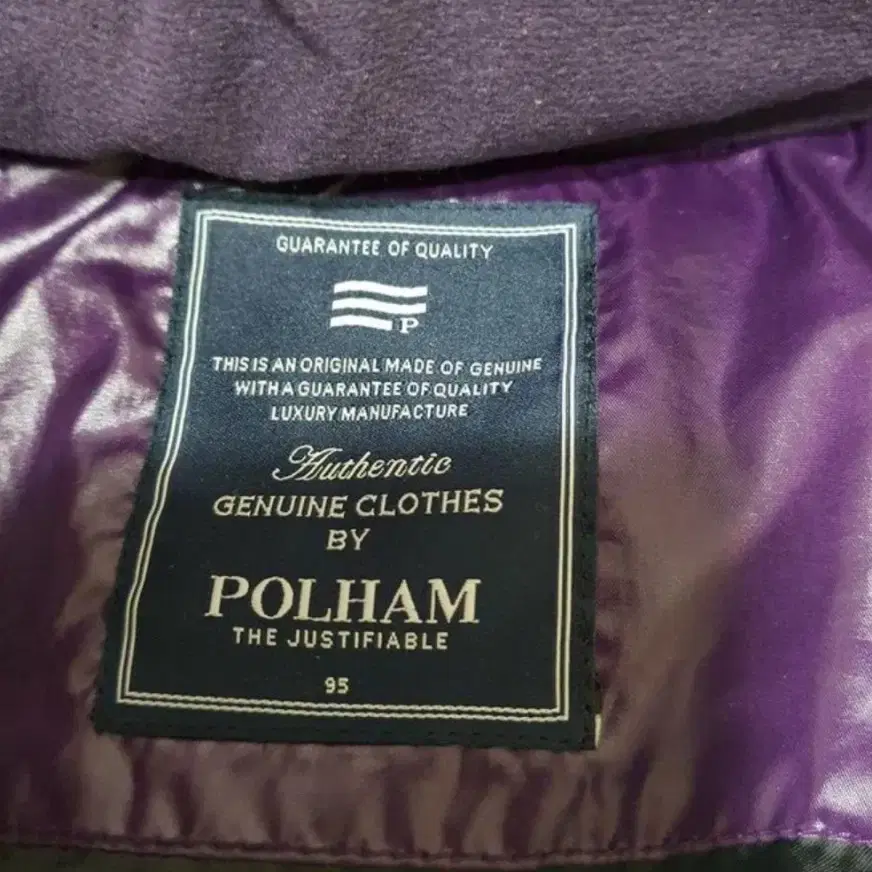 GUARANTEE OF QUALITY
P
THIS IS AN ORIGINAL MADE OF GENUINE
WITH A GUARANTEE OF QUALITY
LUXURY MANUFACTURE
Authentic
GENUINE CLOTHES
BY
POLHAM
THE JUSTIFIABLE
95